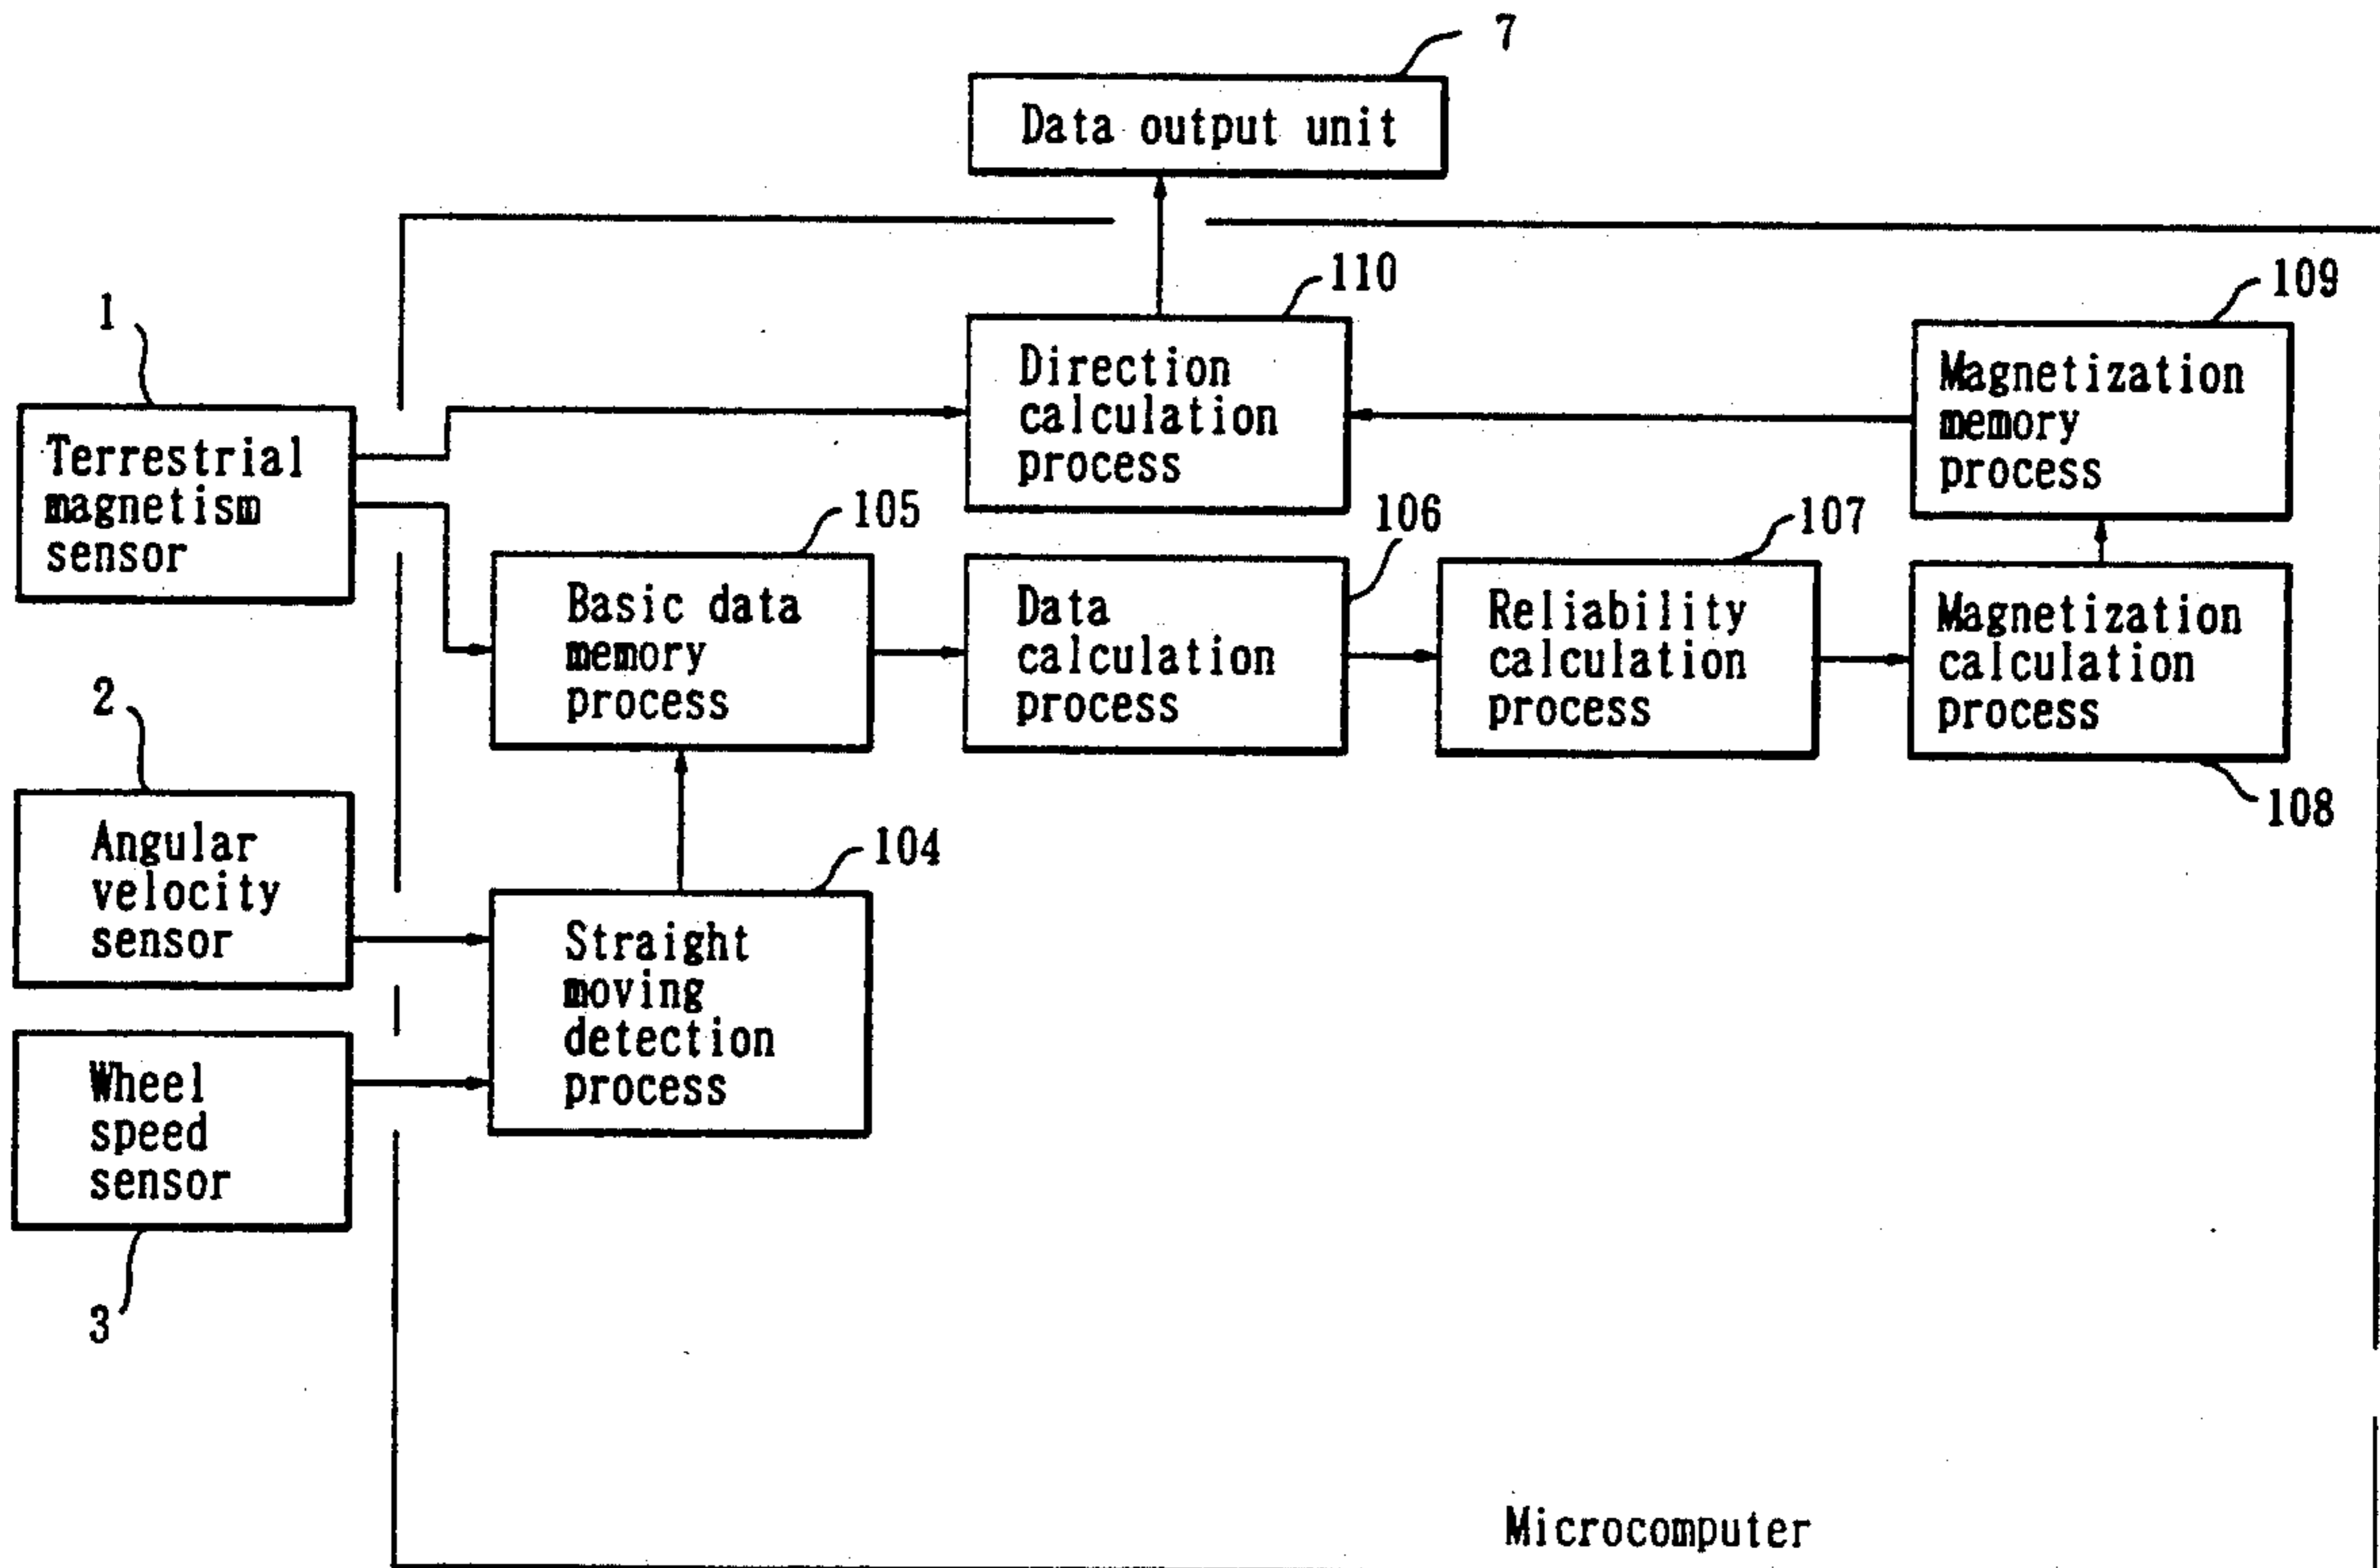 7
Data output unit
110
109
1
Direction
calculation
process
Magnetization
memory
process
Terrestrial
magnetism
sensor
105
106
107
Basic data
memory
process
Data
calculation
process
Reliability
calculation
process
Magnetization
calculation
process
2
108
Angular
velocity
sensor
104
Straight
moving
detection
process
Wheel
speed
sensor
3
Microcomputer